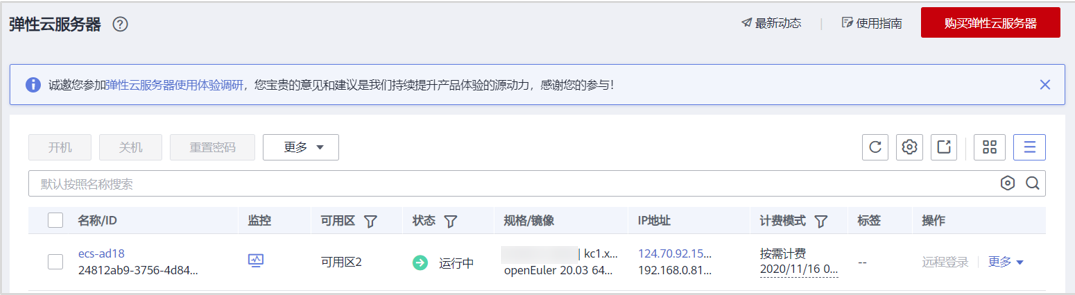 弹性云服务器
最新动态
使用指南
购买弹性云服务器
诚邀您参加弹性云服务器使用体验调研，您宝贵的意见和建议是我们持续提升产品体验的源动力，感谢您的参与！
开机
关机
重置密码
更多
默认按照名称搜索
名称/ID
监控
可用区
状态
规格/镜像
IP地址
计费模式
标签
操作
ecs-ad18
24812ab9-3756-4d84...
可用区2
运行中
| kc1.x...
openEuler 20.03 64...
124.70.92.15...
192.168.0.81...
按需计费
2020/11/16 0...
--
远程登录
更多